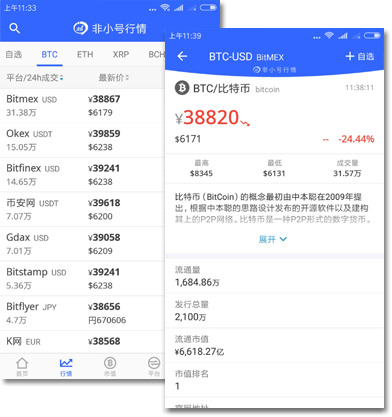 上午11:33
非小号行情
自选 BTC ETH XRP BCH
平台/24h成交 最新价
Bitmex USD ¥38867
31.38万 $6179
Okex USDT ¥39859
15.05万 $6238
Bitfinex USD ¥39241
14.65万 $6238
币安网 USDT ¥39618
7.07万 $6200
Gdax USD ¥39058
7.01万 $6209
Bitstamp USD ¥39241
5.36万 $6238
Bitflyer JPY ¥38656
4.7万 円670606
K网 EUR ¥38568
首页 行情 市值 平台
上午11:39
BTC-USD BitMEX
非小号行情
+自选
BTC/比特币 bitcoin 11:38:11
¥38820
$6171 -- -24.44%
最高 最低 成交量
$8345 $6131 31.57万
比特币（BitCoin）的概念最初由中本聪在2009年提
出，根据中本聪的思路设计发布的开源软件以及建构
其上的P2P网络。比特币是一种P2P形式的数字货币。
展开
流通量
1,684.86万
发行总量
2,100万
流通市值
¥6,618.27亿
市值排名
1